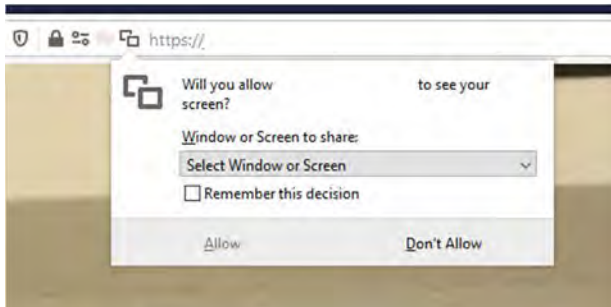 https://
Will you allow to see your
screen?
Window or Screen to share:
Select Window or Screen
Remember this decision
Allow Don't Allow